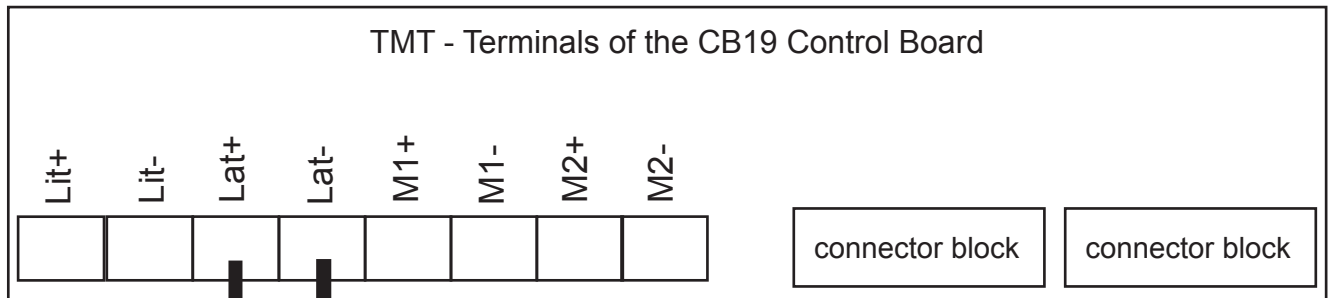 TMT - Terminals of the CB19 Control Board
Lit+
Lit-
Lat+
Lat-
M1+
M1-
M2+
M2-
connector block
connector block